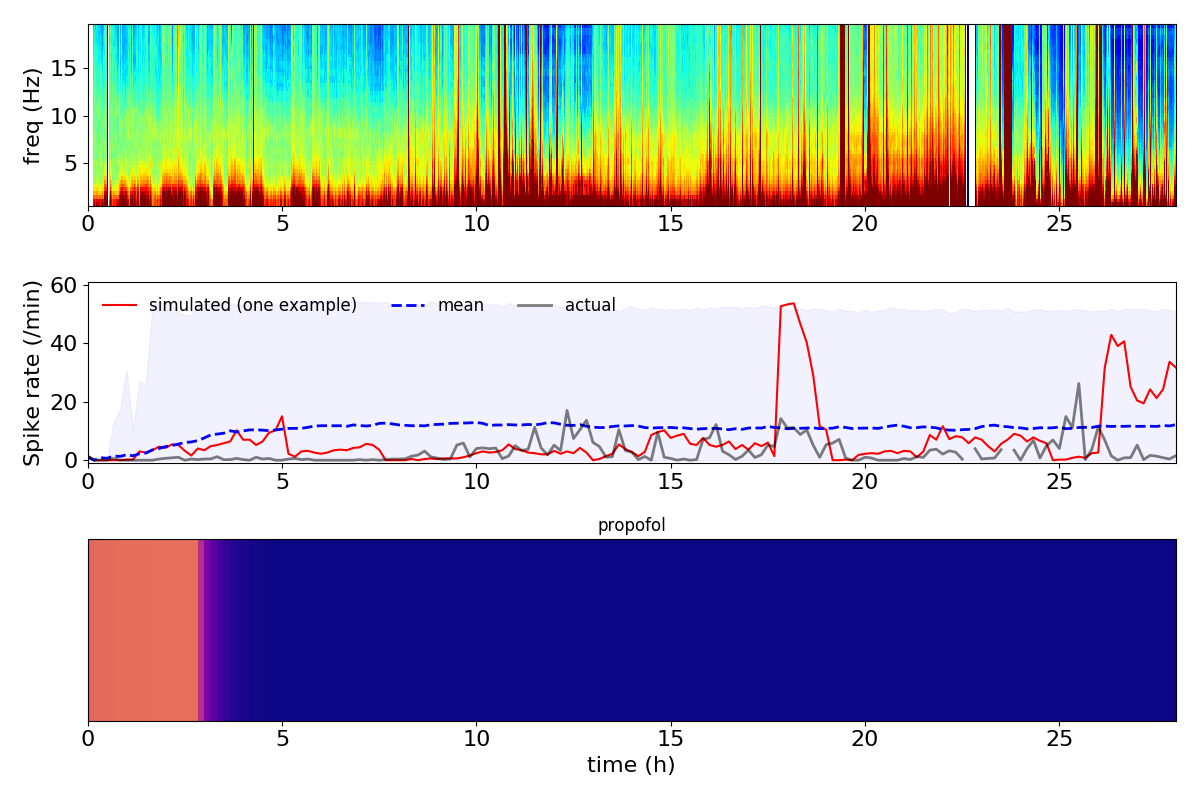 freq (Hz)
15
10
5
0 5 10 15 20 25
Spike rate (/min)
60
40
20
0
simulated (one example) mean actual
0 5 10 15 20 25
propofol
0 5 10 15 20 25
time (h)